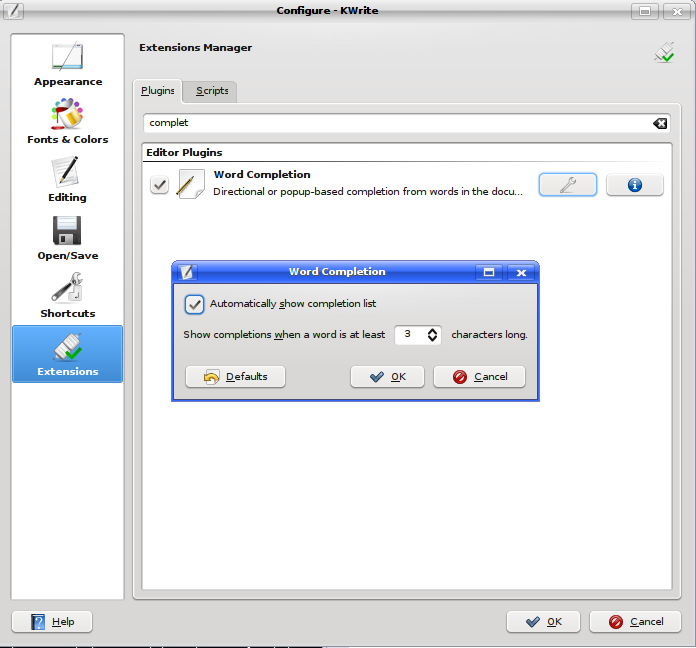 Configure - KWrite
Appearance
Fonts & Colors
Editing
Open/Save
Shortcuts
Extensions
Extensions Manager
Plugins
Scripts
complet
Editor Plugins
Word Completion
Directional or popup-based completion from words in the docu...
Word Completion
Automatically show completion list
Show completions when a word is at least 3 characters long.
Defaults
OK
Cancel
Help
OK
Cancel